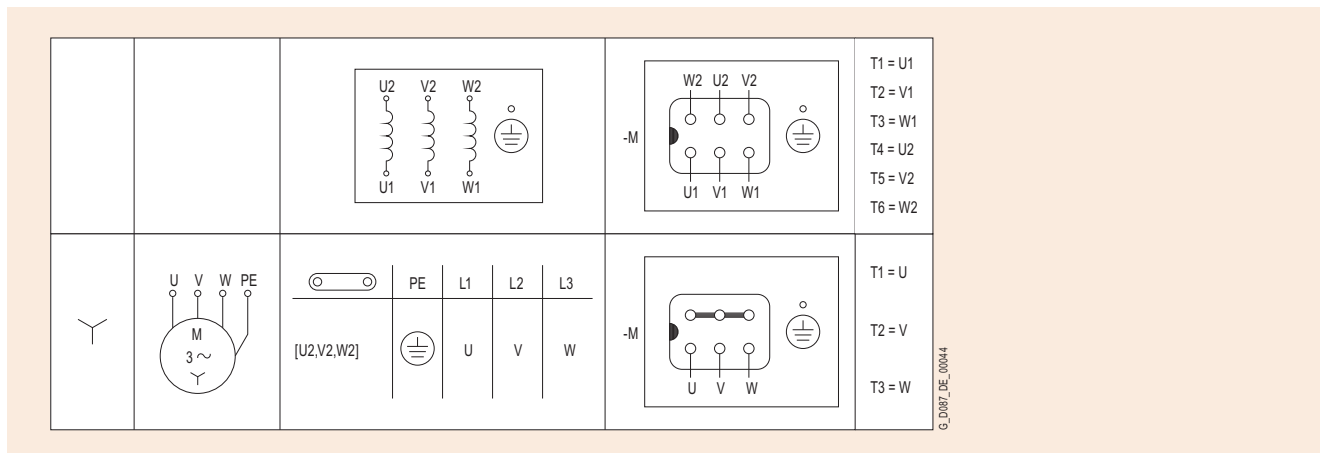 U2 V2 W2
U1 V1 W1
W2 U2 V2
-M
U1 V1 W1
T1 = U1
T2 = V1
T3 = W1
T4 = U2
T5 = V2
T6 = W2
U V W PE
M
3 ~
PE L1 L2 L3
[U2,V2,W2] U V W
-M
U V W
T1 = U
T2 = V
T3 = W
G_D087_DE_00044